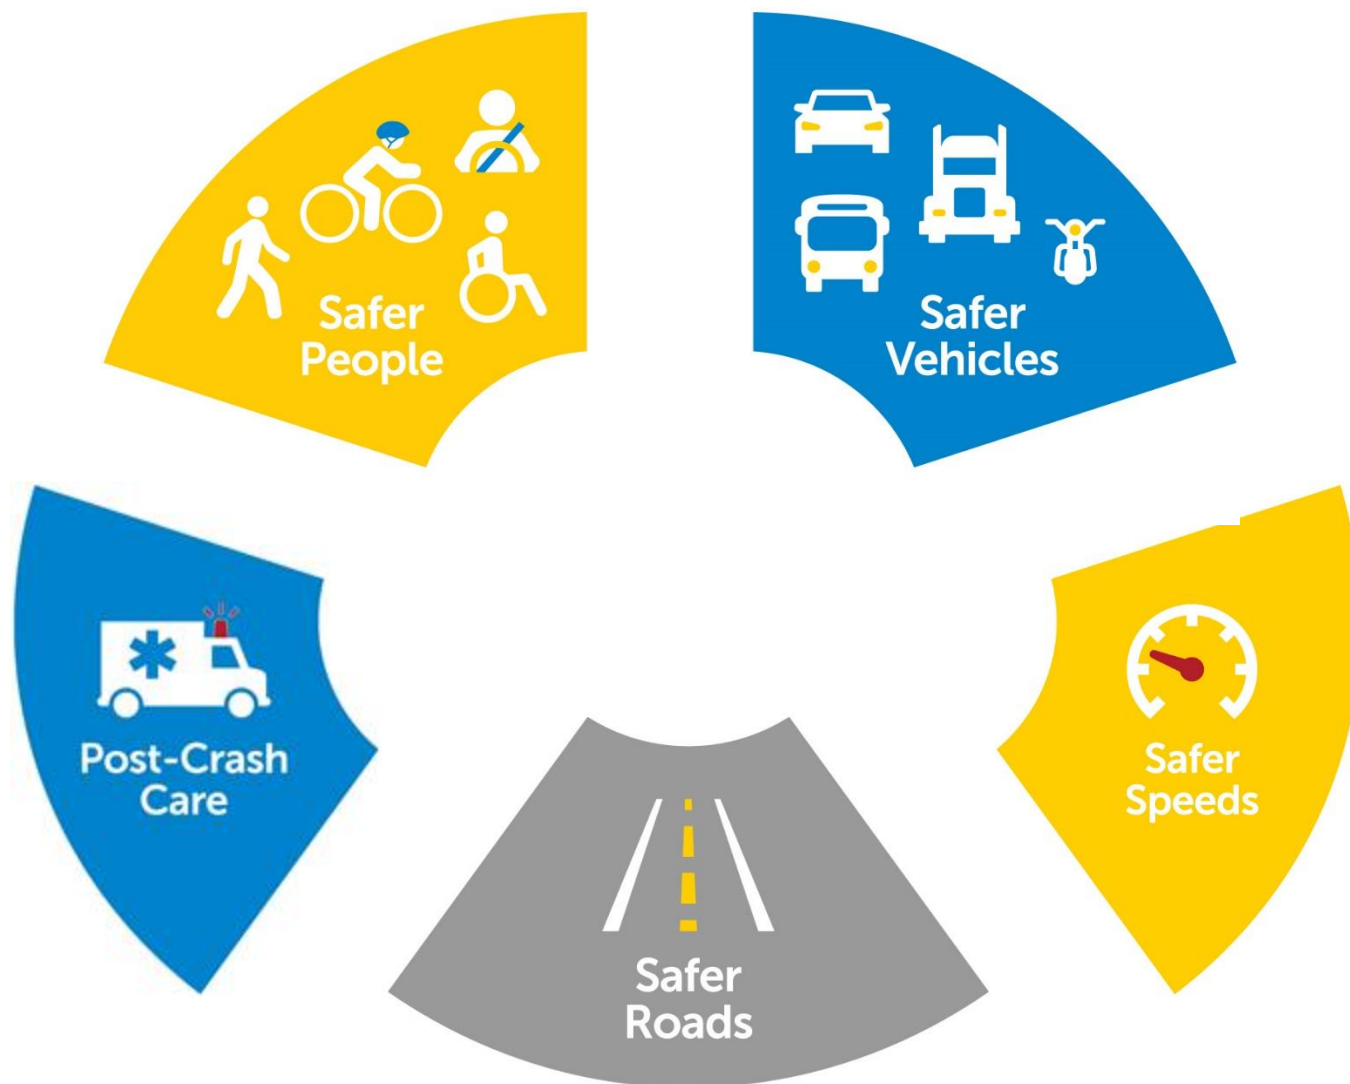 Safer
People
Safer
Vehicles
Post-Crash
Care
Safer
Speeds
Safer
Roads